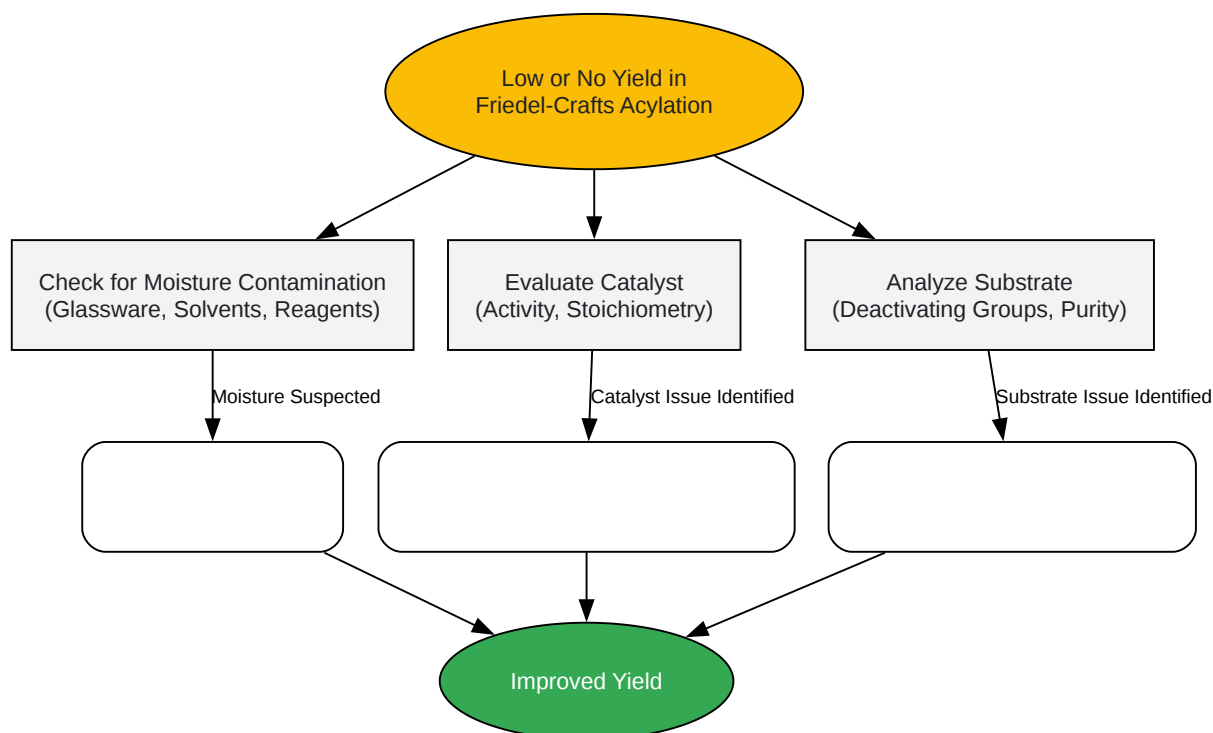 Low or No Yield in
Friedel-Crafts Acylation
Check for Moisture Contamination
(Glassware, Solvents, Reagents)
Evaluate Catalyst
(Activity, Stoichiometry)
Analyze Substrate
(Deactivating Groups, Purity)
Moisture Suspected
Catalyst Issue Identified
Substrate Issue Identified
Improved Yield